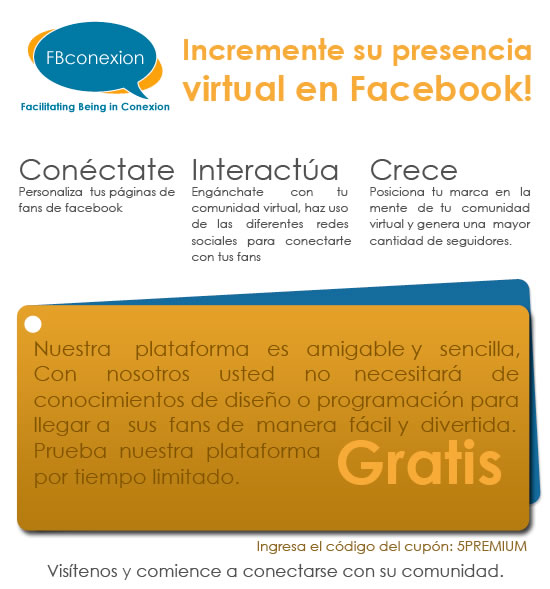 FBconexion
Facilitating Being in Conexion
Incremente su presencia
virtual en Facebook!
Conéctate
Personaliza tus páginas de
fans de facebook
Interactúa
Engánchate con tu
comunidad virtual, haz uso
de las diferentes redes
sociales para conectarte
con tus fans
Crece
Posiciona tu marca en la
mente de tu comunidad
virtual y genera una mayor
cantidad de seguidores.
Nuestra plataforma es amigable y sencilla,
Con nosotros usted no necesitará de
conocimientos de diseño o programación para
llegar a sus fans de manera fácil y divertida.
Prueba nuestra plataforma
por tiempo limitado.
Gratis
Ingresa el código del cupón: 5PREMIUM
Visítenos y comience a conectarse con su comunidad.